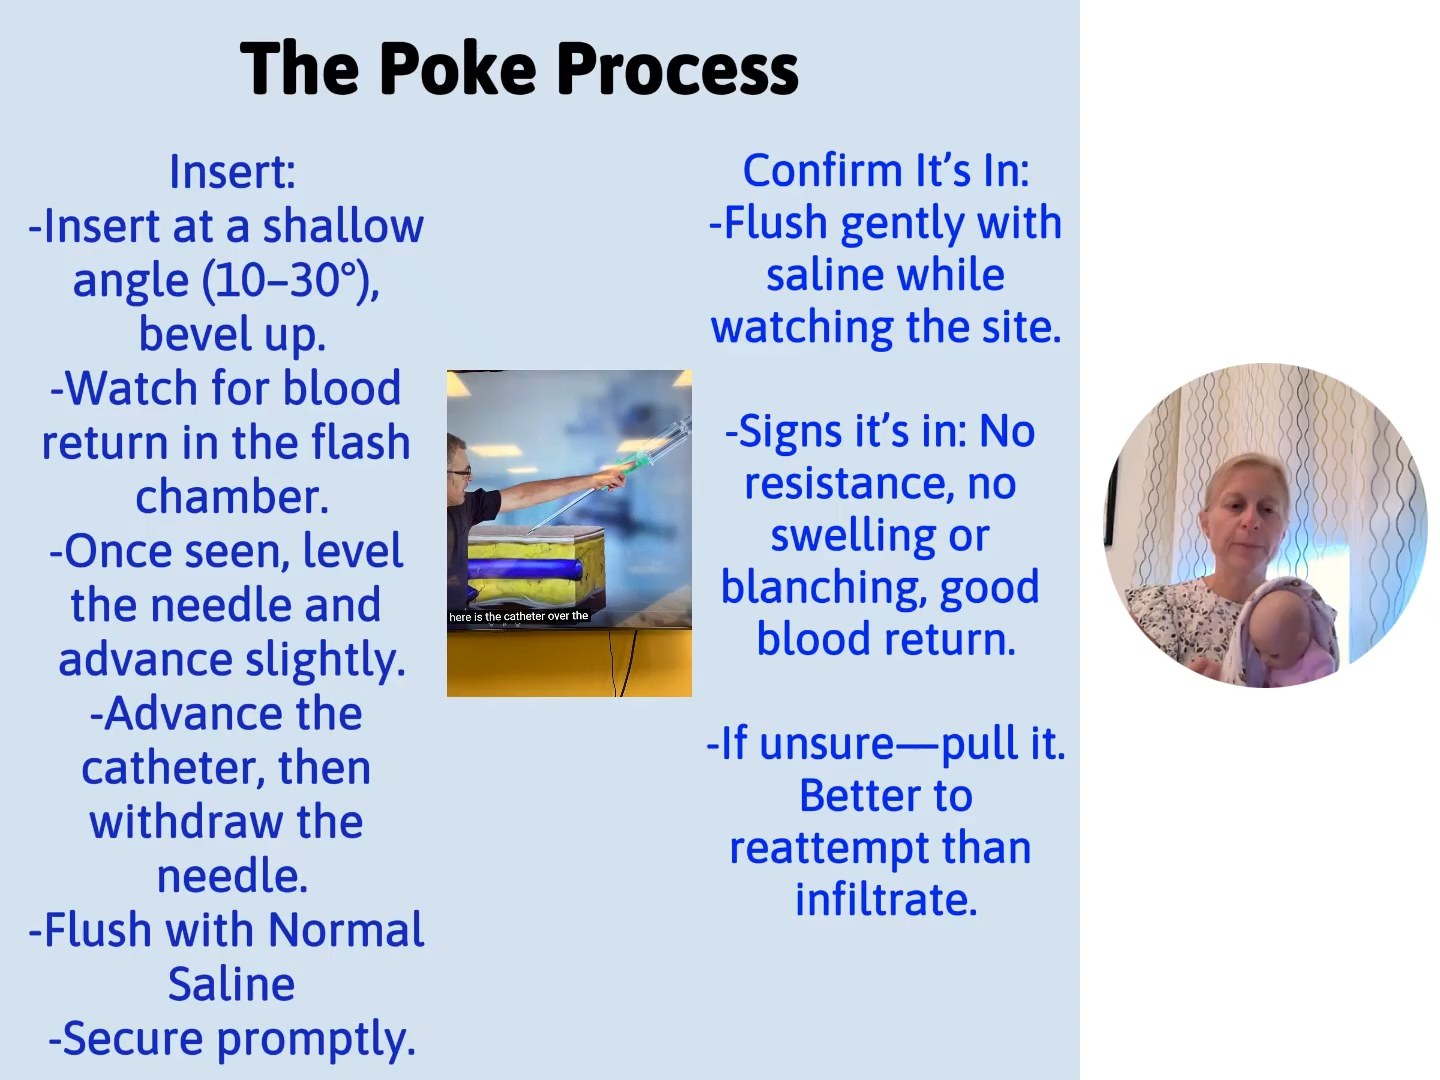 The Poke Process
Insert:
-Insert at a shallow
angle (10–30°),
bevel up.
-Watch for blood
return in the flash
chamber.
-Once seen, level
the needle and
advance slightly.
-Advance the
catheter, then
withdraw the
needle.
-Flush with Normal
Saline
-Secure promptly.
here is the catheter over the
Confirm It’s In:
-Flush gently with
saline while
watching the site.
-Signs it’s in: No
resistance, no
swelling or
blanching, good
blood return.
-If unsure—pull it.
Better to
reattempt than
infiltrate.